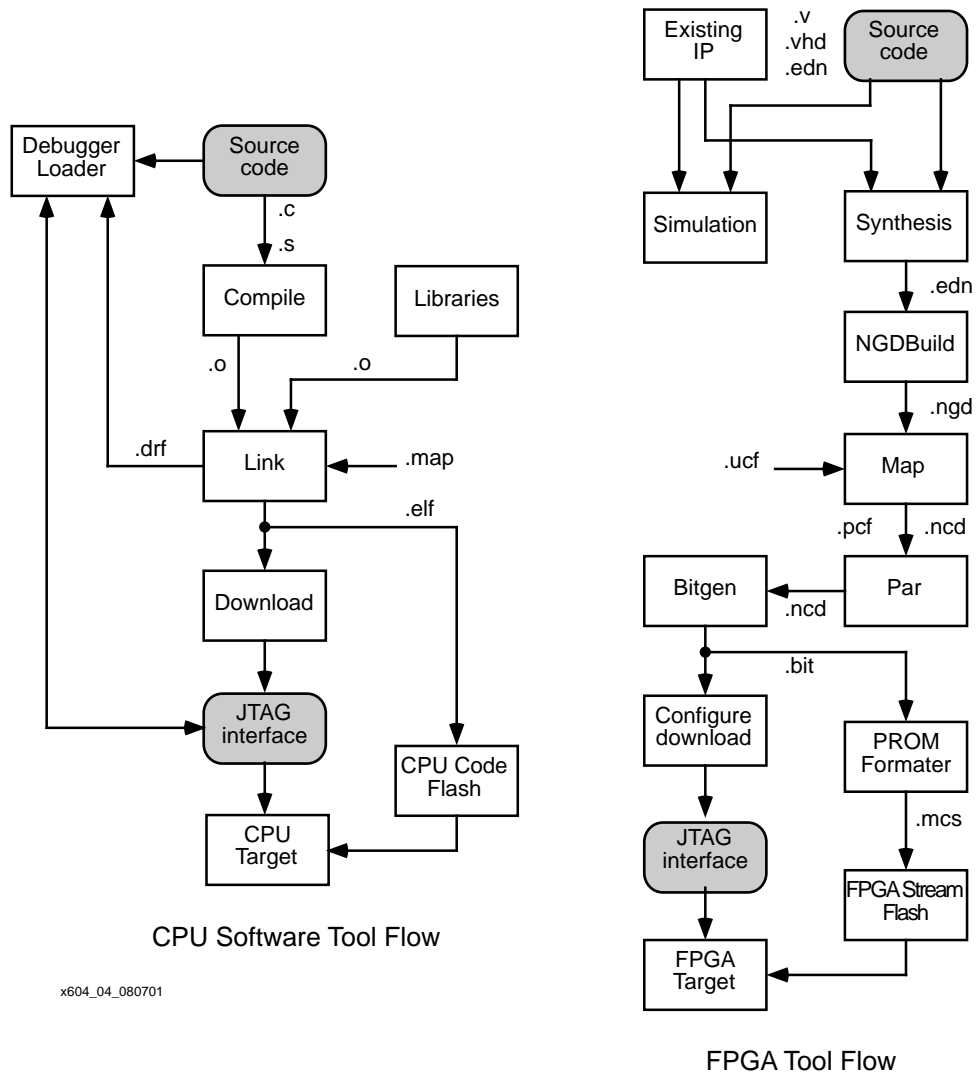 Debugger
Loader
Source
code
.c
.s
Compile
Libraries
.o
.o
.drf
Link
.map
.elf
Download
JTAG
interface
CPU Code
Flash
CPU
Target
CPU Software Tool Flow
x604_04_080701
Existing
IP
.v
.vhd
.edn
Source
code
Simulation
Synthesis
.edn
NGDBuild
.ngd
.ucf
Map
.pcf
.ncd
Bitgen
.ncd
Par
.bit
Configure
download
PROM
Formater
.mcs
JTAG
interface
FPGA Stream
Flash
FPGA
Target
FPGA Tool Flow